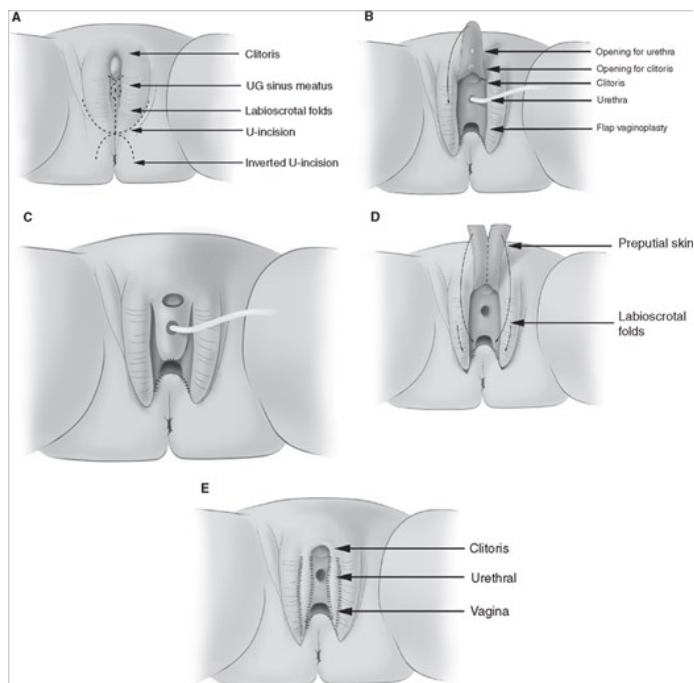 A
Clitoris
UG sinus meatus
Labioscrotal folds
U-incision
Inverted U-incision
B
Opening for urethra
Opening for clitoris
Clitoris
Urethra
Flap vaginoplasty
C
D
Preputial skin
Labioscrotal
folds
E
Clitoris
Urethral
Vagina